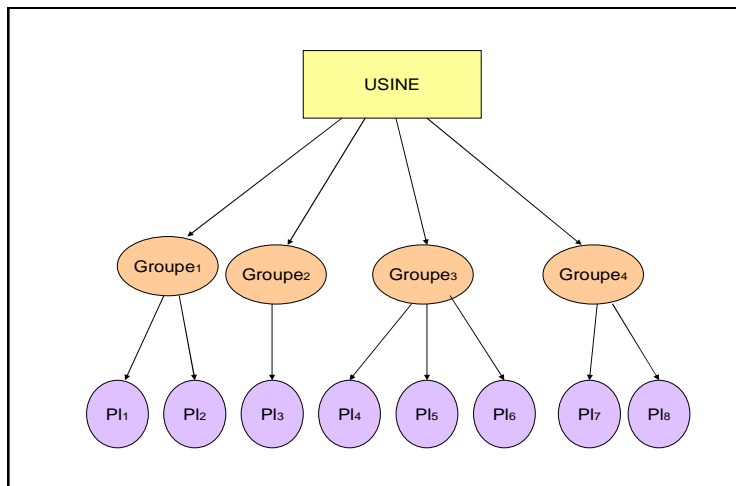 USINE
Groupe₁ Groupe₂ Groupe₃ Groupe₄
Pl₁ Pl₂ Pl₃ Pl₄ Pl₅ Pl₆ Pl₇ Pl₈